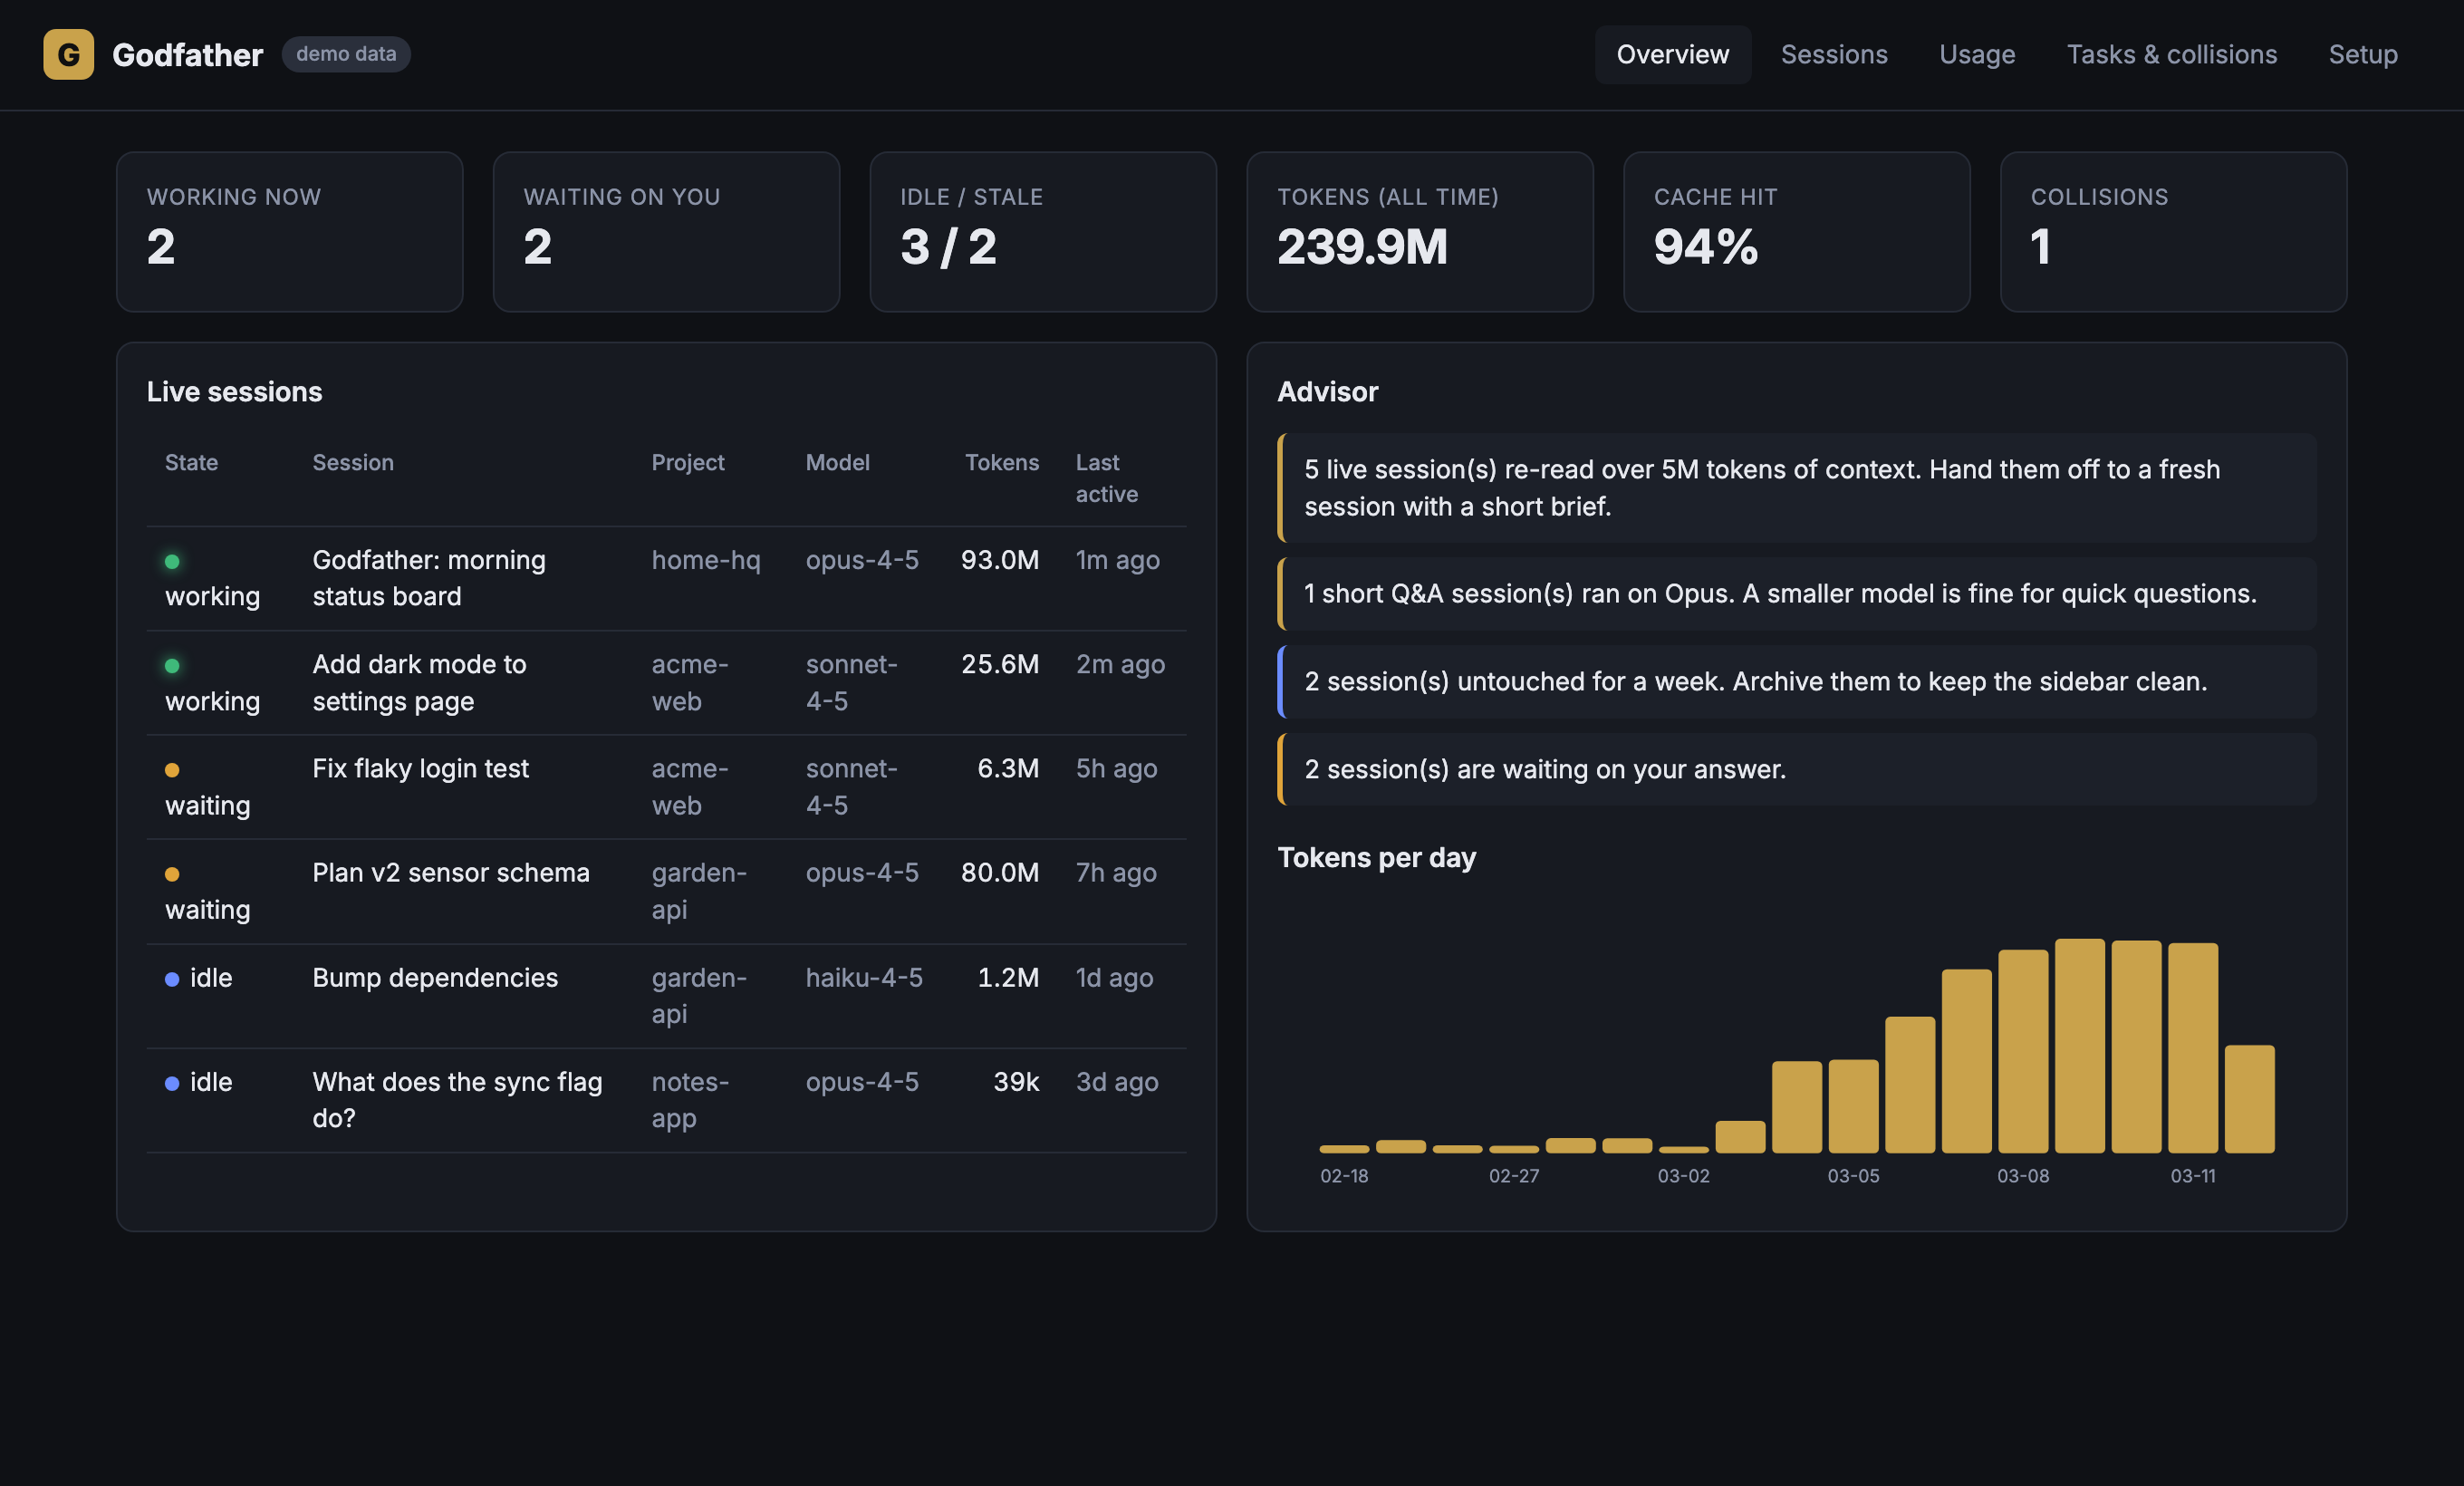 G Godfather demo data Overview Sessions Usage Tasks & collisions Setup
WORKING NOW
2
WAITING ON YOU
2
IDLE / STALE
3 / 2
TOKENS (ALL TIME)
239.9M
CACHE HIT
94%
COLLISIONS
1
Live sessions
State Session Project Model Tokens Last
active
Godfather: morning home-hq opus-4-5 93.0M 1m ago
working status board
Add dark mode to acme- sonnet- 25.6M 2m ago
working settings page web 4-5
Fix flaky login test acme- sonnet- 6.3M 5h ago
waiting web 4-5
Plan v2 sensor schema garden- opus-4-5 80.0M 7h ago
waiting api
idle Bump dependencies garden- haiku-4-5 1.2M 1d ago
api
idle What does the sync flag notes- opus-4-5 39k 3d ago
do? app
Advisor
5 live session(s) re-read over 5M tokens of context. Hand them off to a fresh
session with a short brief.
1 short Q&A session(s) ran on Opus. A smaller model is fine for quick questions.
2 session(s) untouched for a week. Archive them to keep the sidebar clean.
2 session(s) are waiting on your answer.
Tokens per day
02-18 02-27 03-02 03-05 03-08 03-11